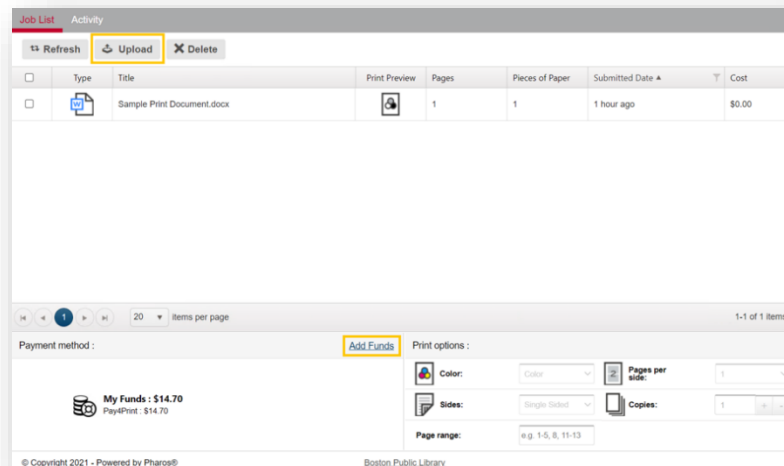 Job List Activity
Refresh Upload Delete
Type Title Print Preview Pages Pieces of Paper Submitted Date Cost
Sample Print Document.docx 1 1 1 hour ago $0.00
1 20 items per page 1-1 of 1 items
Payment method : Add Funds Print options :
Color: Color 2 Pages per side: 1
My Funds : $14.70
Pay4Print : $14.70
Sides: Single Sided Copies: 1 + -
Page range: e.g. 1-5, 8, 11-13
© Copyright 2021 - Powered by Pharos® Boston Public Library